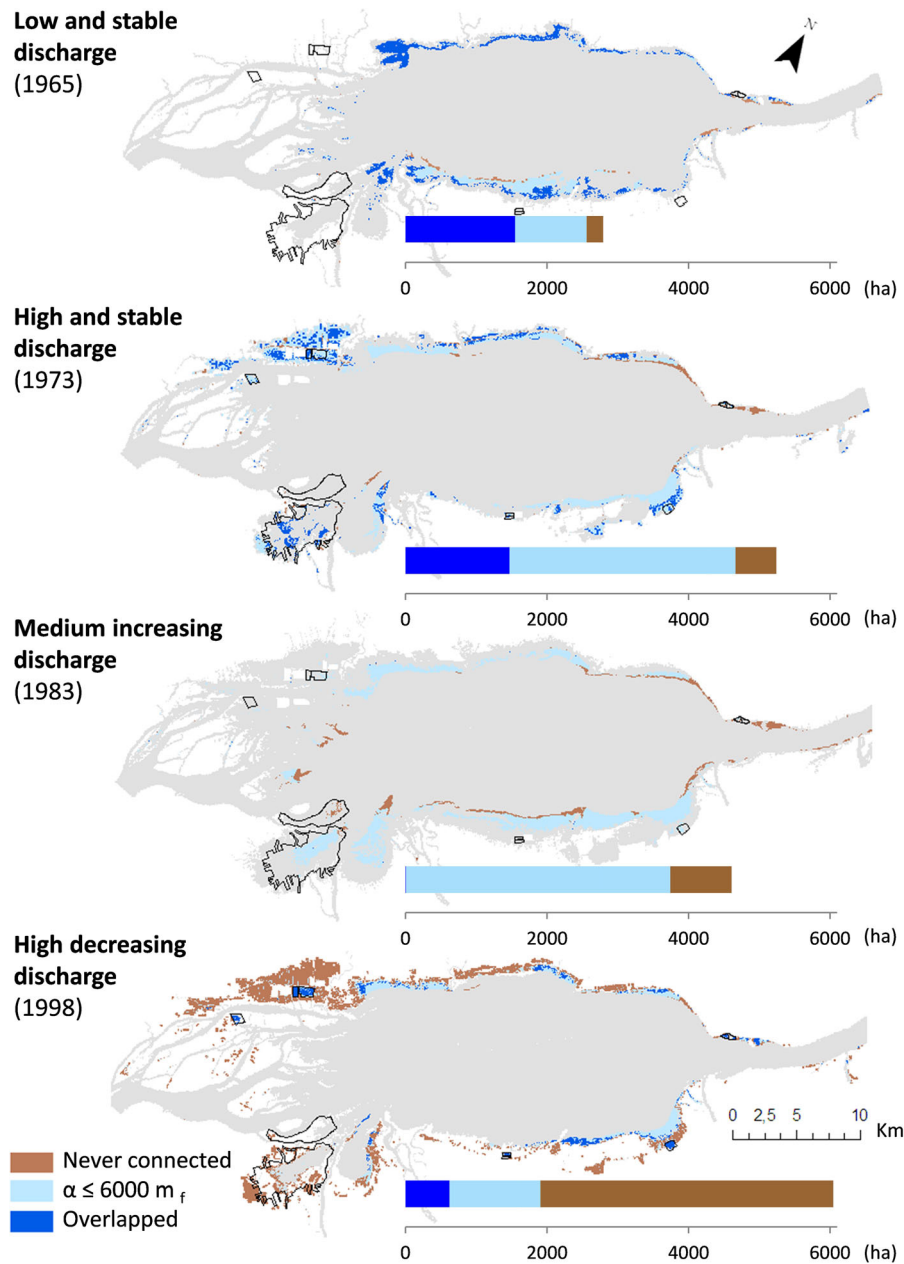 Low and stable
discharge
(1965)
N
0 2000 4000 6000 (ha)
High and stable
discharge
(1973)
0 2000 4000 6000 (ha)
Medium increasing
discharge
(1983)
0 2000 4000 6000 (ha)
High decreasing
discharge
(1998)
0 2,5 5 10 Km
Never connected
α ≤ 6000 m f
Overlapped
0 2000 4000 6000 (ha)